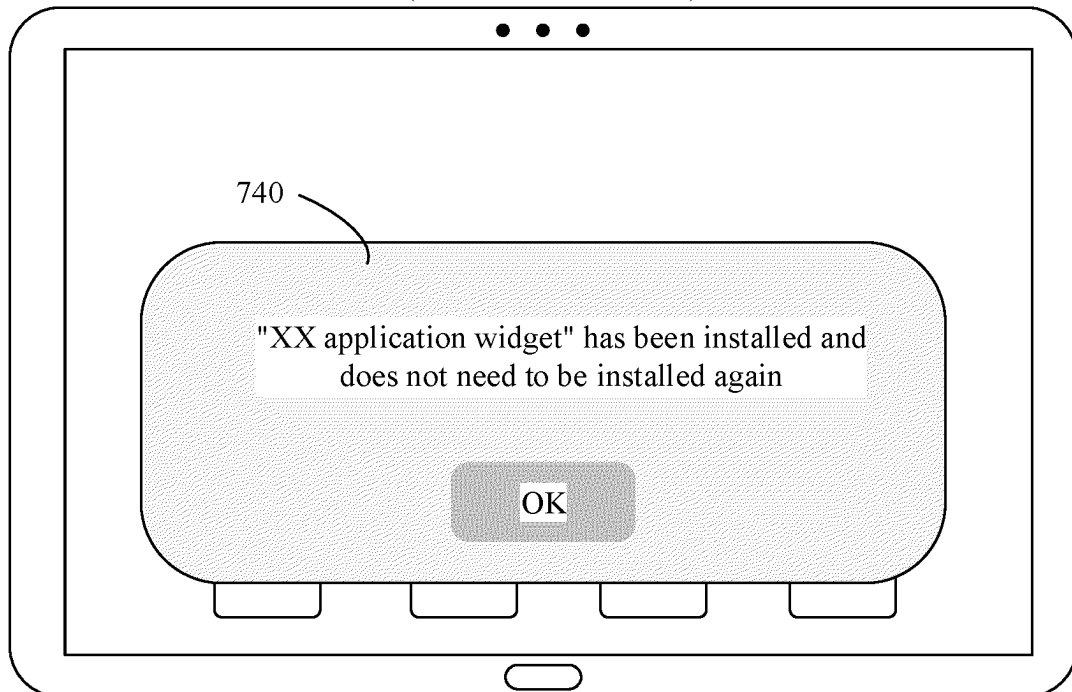 740
"XX application widget" has been installed and
does not need to be installed again
OK